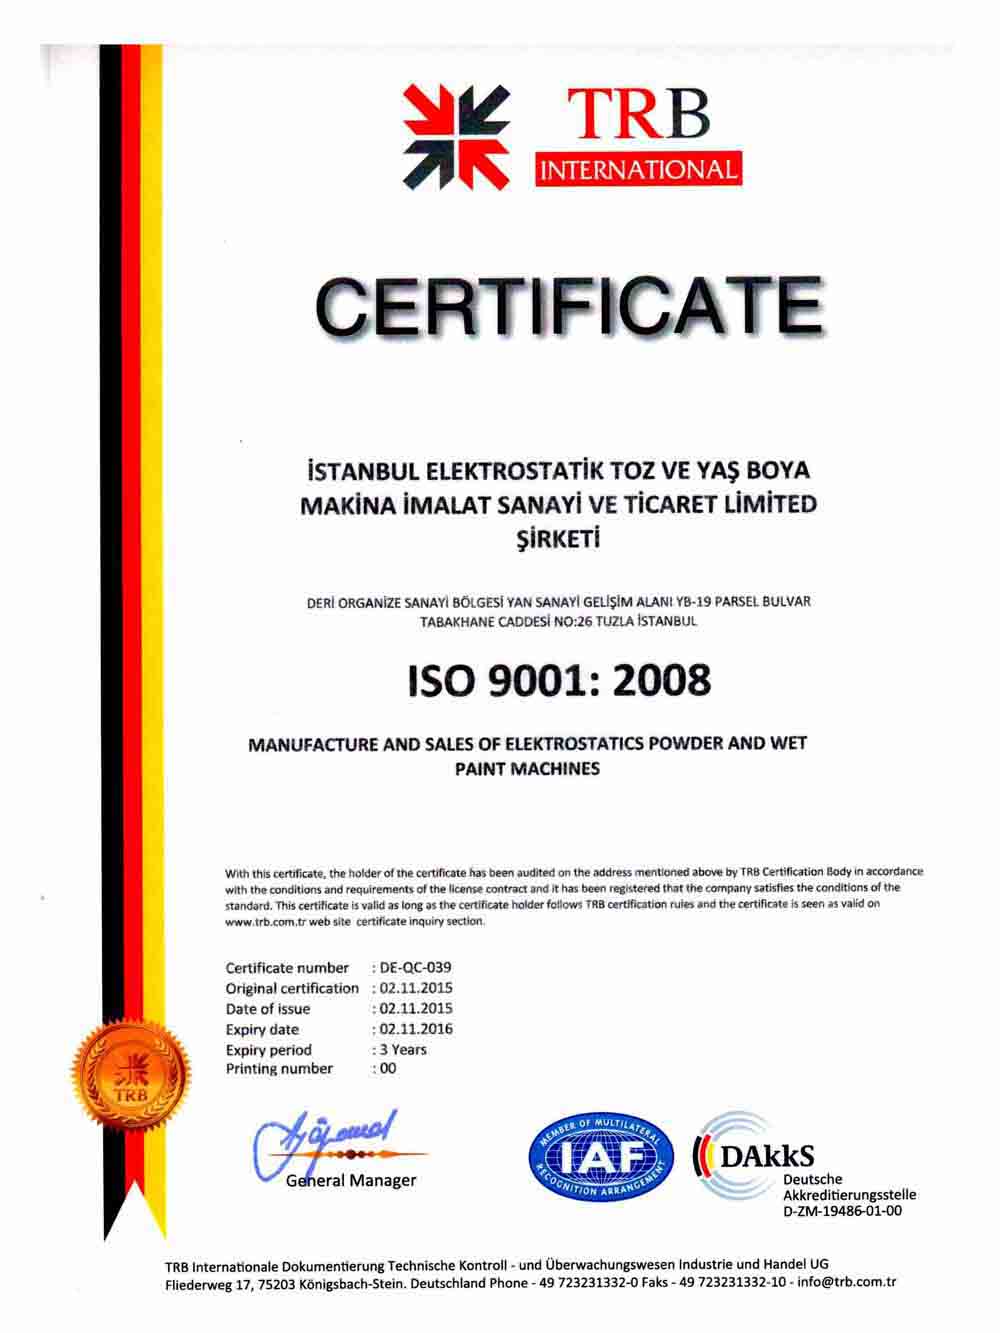 TRB
INTERNATIONAL
CERTIFICATE
İSTANBUL ELEKTROSTATİK TOZ VE YAŞ BOYA
MAKİNA İMALAT SANAYİ VE TİCARET LİMİTED
ŞİRKETİ
DERİ ORGANİZE SANAYİ BÖLGESİ YAN SANAYİ GELİŞİM ALANI YB-19 PARSEL BULVAR
TABAKHANE CADDESİ NO:26 TUZLA İSTANBUL
ISO 9001: 2008
MANUFACTURE AND SALES OF ELEKTROSTATICS POWDER AND WET
PAINT MACHINES
With this certificate, the holder of the certificate has been audited on the address mentioned above by TRB Certification Body in accordance
with the conditions and requirements of the license contract and it has been registered that the company satisfies the conditions of the
standard. This certificate is valid as long as the certificate holder follows TRB certification rules and the certificate is seen as valid on
www.trb.com.tr web site certificate inquiry section.
Certificate number : DE-QC-039
Original certification : 02.11.2015
Date of issue : 02.11.2015
Expiry date : 02.11.2016
Expiry period : 3 Years
Printing number : 00
TRB
General Manager
MEMBER OF MULTILATERAL
IAF
RECOGNITION ARRANGEMENT
DAkkS
Deutsche
Akkreditierungsstelle
D-ZM-19486-01-00
TRB Internationale Dokumentierung Technische Kontroll - und Überwachungswesen Industrie und Handel UG
Fliederweg 17, 75203 Königsbach-Stein. Deutschland Phone - 49 723231332-0 Faks - 49 723231332-10 - info@trb.com.tr